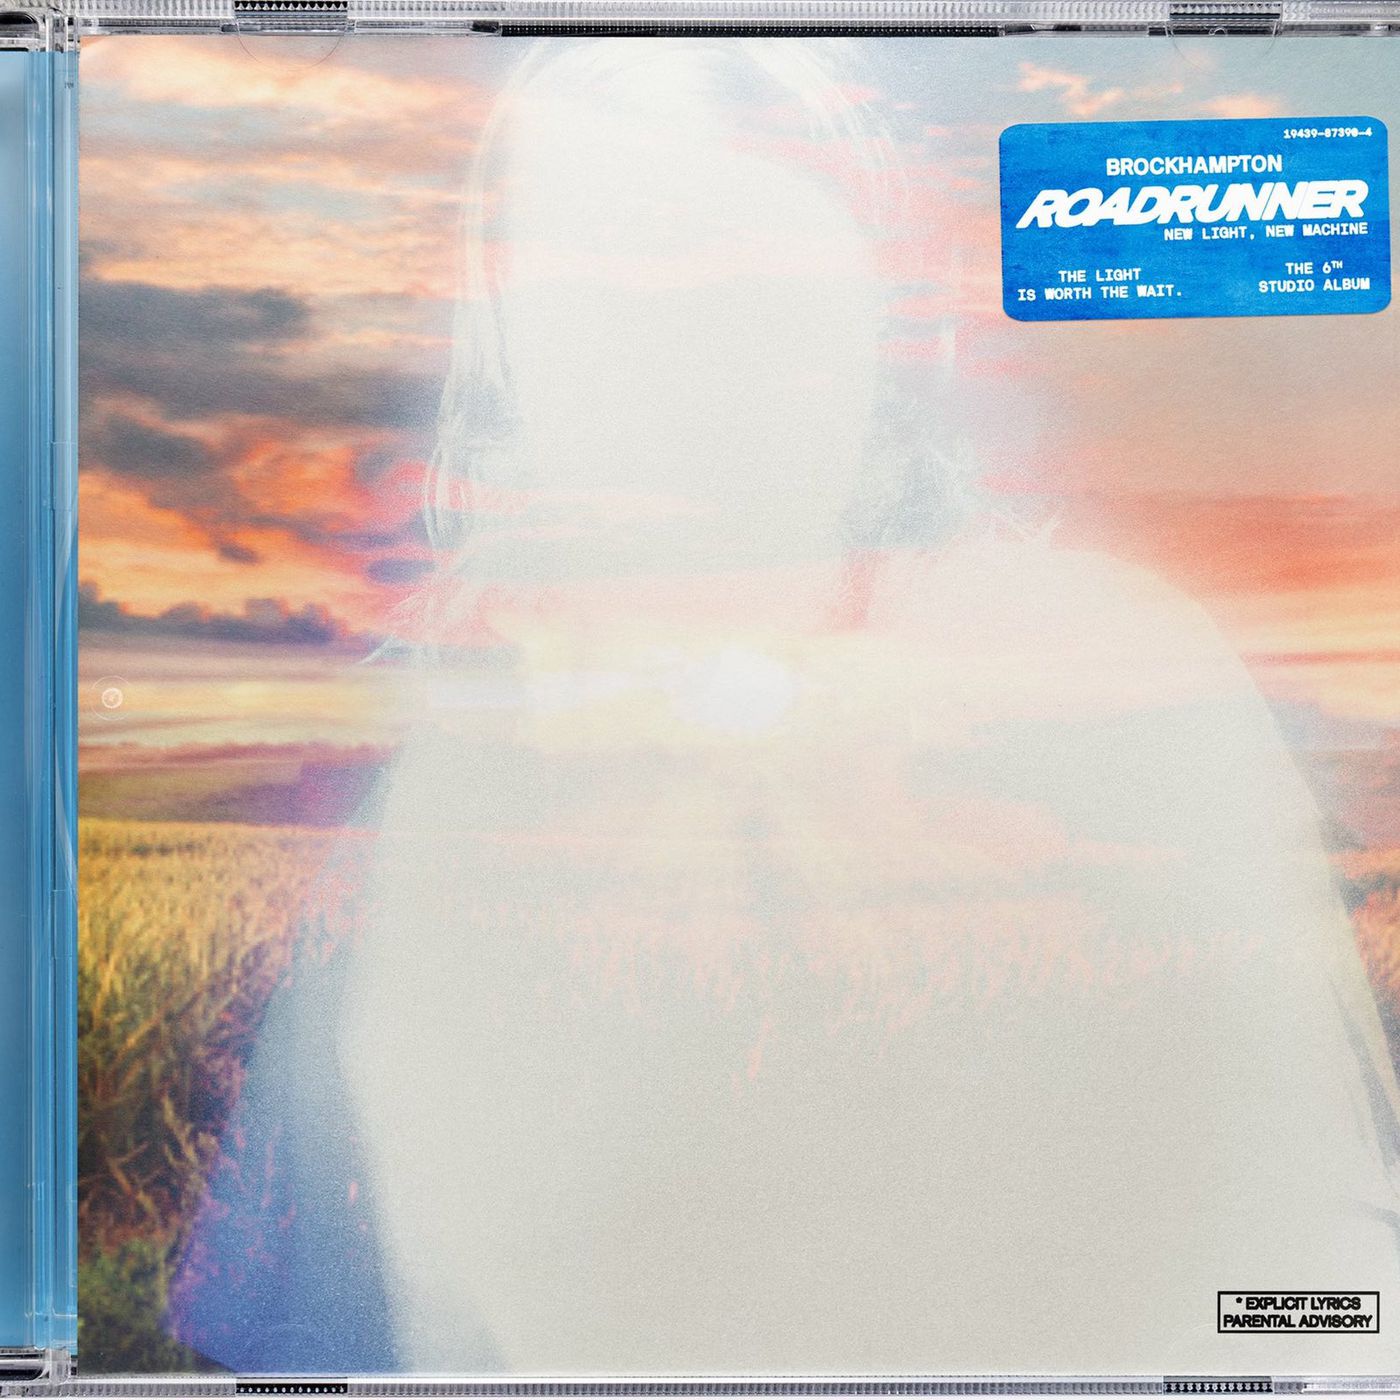 19439-87390-4
BROCKHAMPTON
ROADRUNNER
NEW LIGHT, NEW MACHINE
THE LIGHT
IS WORTH THE WAIT.
THE 6TH
STUDIO ALBUM
* EXPLICIT LYRICS
PARENTAL ADVISORY